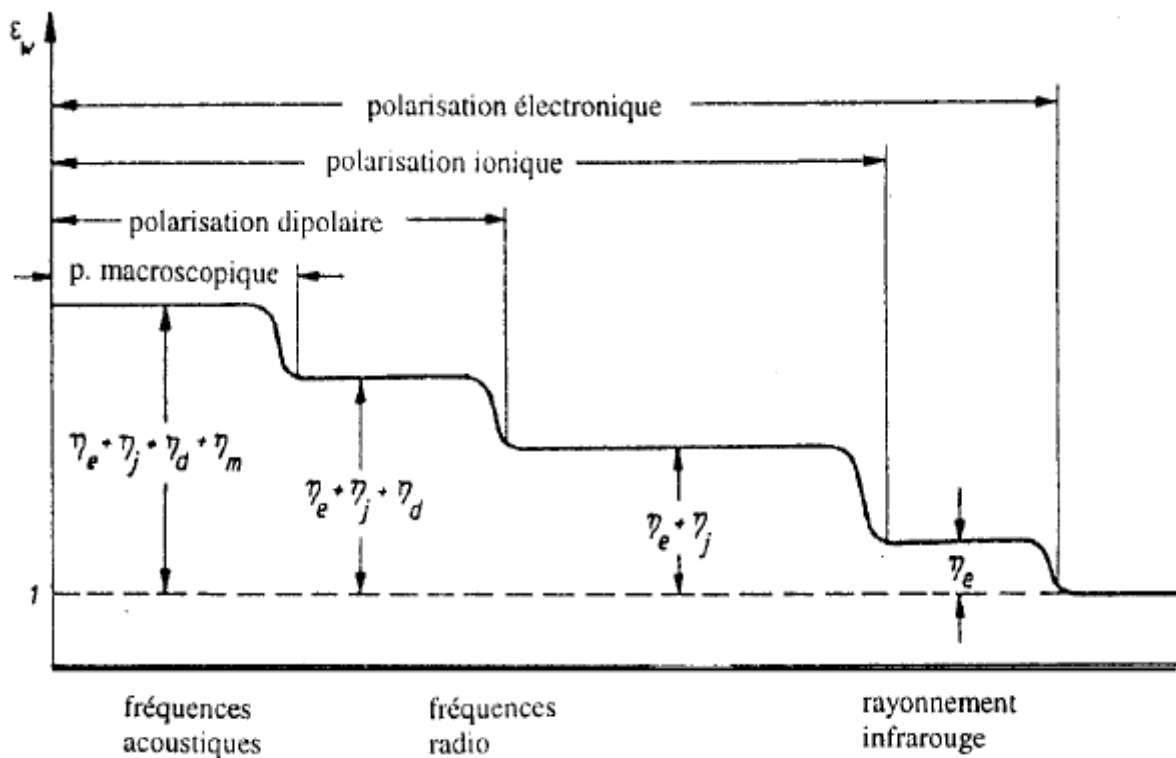 ε_w
polarisation électronique
polarisation ionique
polarisation dipolaire
p. macroscopique
η_e + η_j + η_d + η_m
η_e + η_j + η_d
η_e + η_j
η_e
1
fréquences
acoustiques
fréquences
radio
rayonnement
infrarouge